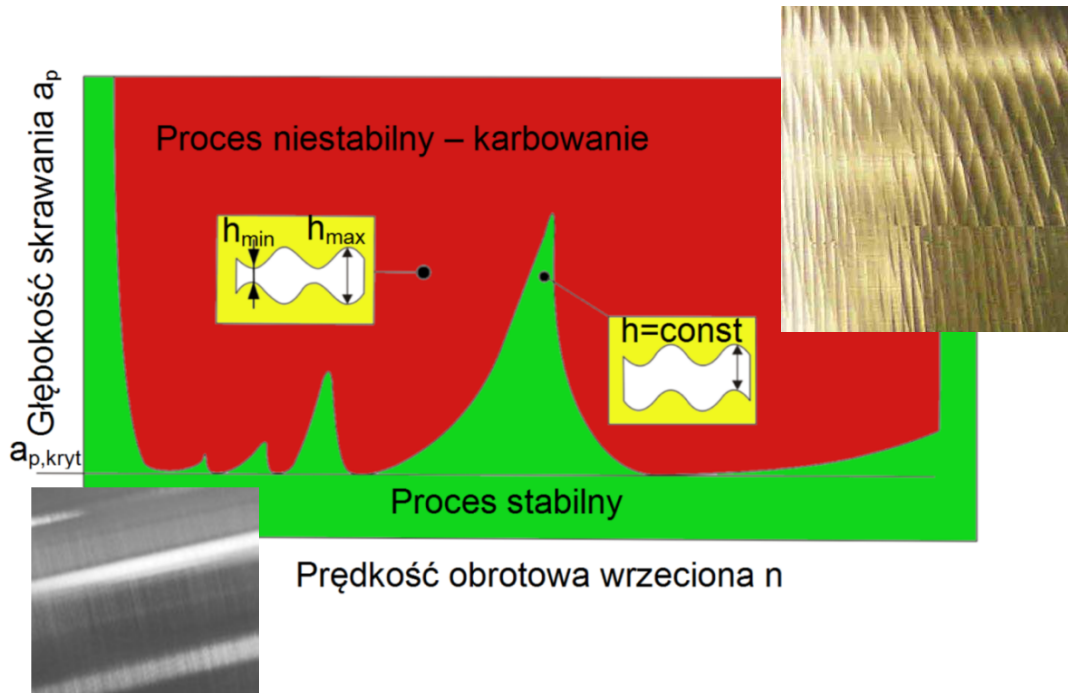 Głębokość skrawania aₚ
Proces niestabilny – karbowanie
hmin
hmax
h=const
ap,kryt
Proces stabilny
Prędkość obrotowa wrzeciona n